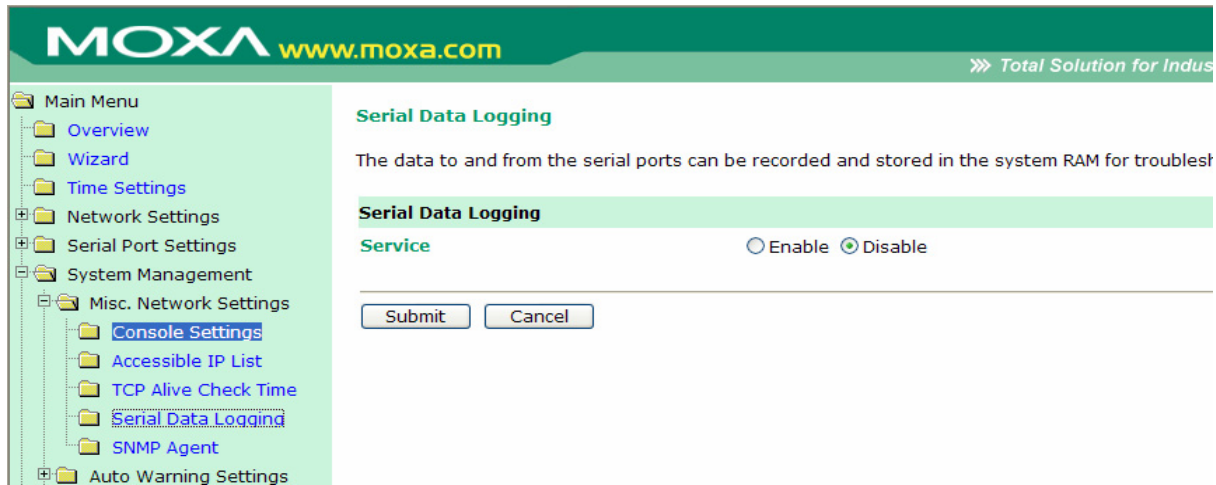 MOXA www.moxa.com
Total Solution for Indus
Main Menu
Overview
Wizard
Time Settings
Network Settings
Serial Port Settings
System Management
Misc. Network Settings
Console Settings
Accessible IP List
TCP Alive Check Time
Serial Data Logging
SNMP Agent
Auto Warning Settings
Serial Data Logging
The data to and from the serial ports can be recorded and stored in the system RAM for troublesh
Serial Data Logging
Service Enable Disable
Submit Cancel